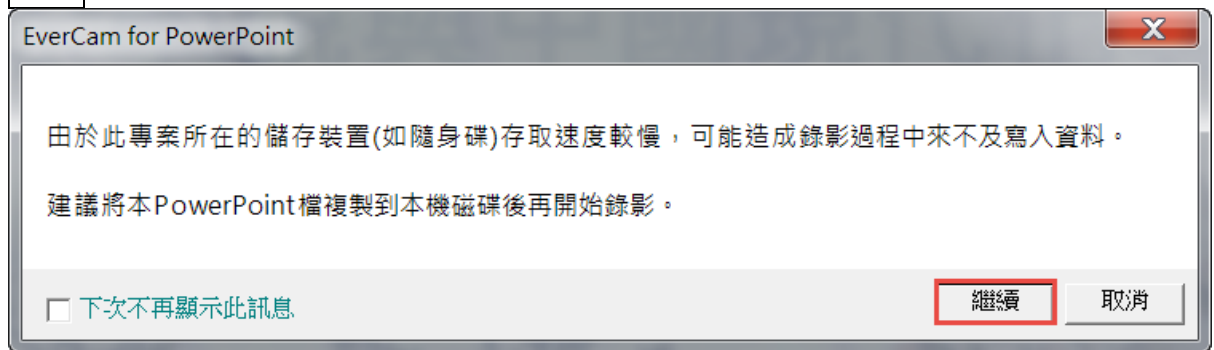 EverCam for PowerPoint
由於此專案所在的儲存裝置(如隨身碟)存取速度較慢，可能造成錄影過程中來不及寫入資料。
建議將本PowerPoint檔複製到本機磁碟後再開始錄影。
下次不再顯示此訊息
繼續
取消